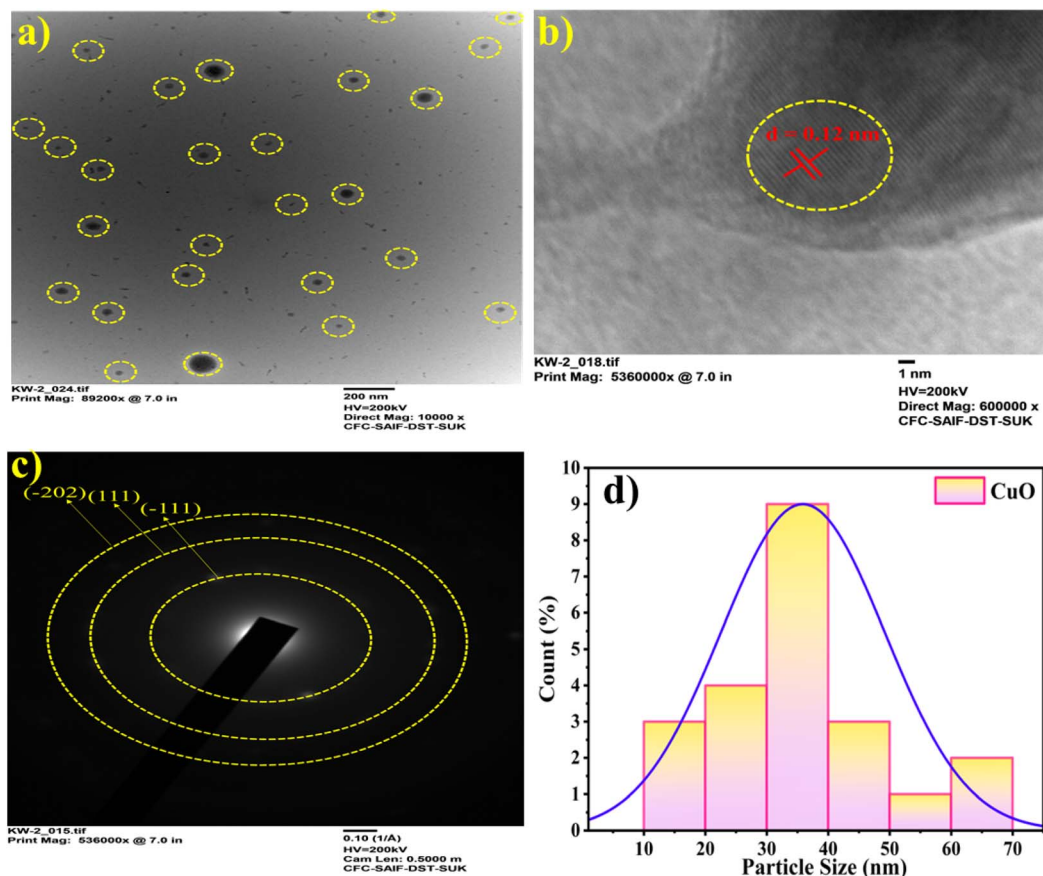 a)
KW-2_024.tif
Print Mag: 89200x @ 7.0 in
200 nm
HV=200kV
Direct Mag: 10000 x
CFC-SAIF-DST-SUK
b)
d = 0.12 nm
KW-2_018.tif
Print Mag: 5360000x @ 7.0 in
1 nm
HV=200kV
Direct Mag: 600000 x
CFC-SAIF-DST-SUK
c)
(-202) (111) (-111)
KW-2_015.tif
Print Mag: 536000x @ 7.0 in
0.10 (1/Å)
HV=200kV
Cam Len: 0.5000 m
CFC-SAIF-DST-SUK
d)
CuO
Count (%)
10
9
8
7
6
5
4
3
2
1
0
10 20 30 40 50 60 70
Particle Size (nm)